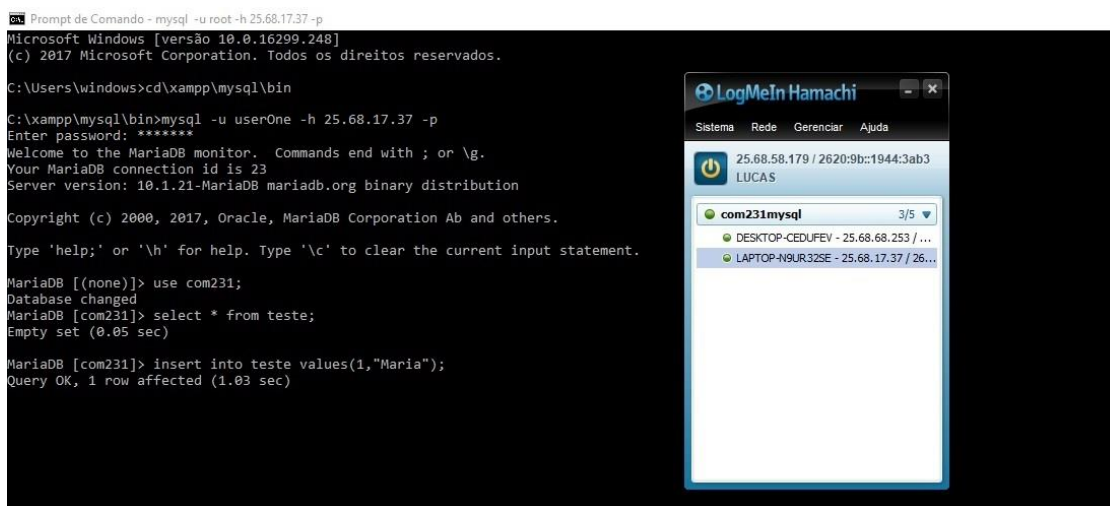 Prompt de Comando - mysql -u root -h 25.68.17.37 -p
Microsoft Windows [versão 10.0.16299.248]
(c) 2017 Microsoft Corporation. Todos os direitos reservados.
C:\Users\windows>cd\xampp\mysql\bin
C:\xampp\mysql\bin>mysql -u userOne -h 25.68.17.37 -p
Enter password: *******
Welcome to the MariaDB monitor.  Commands end with ; or \g.
Your MariaDB connection id is 23
Server version: 10.1.21-MariaDB mariadb.org binary distribution
Copyright (c) 2000, 2017, Oracle, MariaDB Corporation Ab and others.
Type 'help;' or '\h' for help. Type '\c' to clear the current input statement.
MariaDB [(none)]> use com231;
Database changed
MariaDB [com231]> select * from teste;
Empty set (0.05 sec)
MariaDB [com231]> insert into teste values(1,"Maria");
Query OK, 1 row affected (1.03 sec)
LogMeIn Hamachi
Sistema Rede Gerenciar Ajuda
25.68.58.179 / 2620:9b::1944:3ab3
LUCAS
com231mysql 3/5
DESKTOP-CEDUFEV - 25.68.68.253 / ...
LAPTOP-N9UR32SE - 25.68.17.37 / 26...